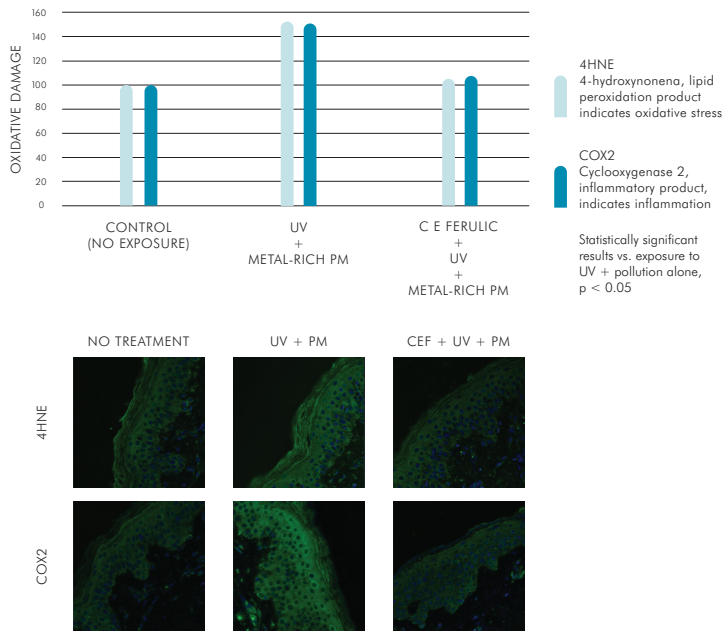 160
140
120
100
80
60
40
20
0
OXIDATIVE DAMAGE
CONTROL
(NO EXPOSURE)
UV
+
METAL-RICH PM
C E FERULIC
+
UV
+
METAL-RICH PM
4HNE
4-hydroxynonena, lipid
peroxidation product
indicates oxidative stress
COX2
Cyclooxygenase 2,
inflammatory product,
indicates inflammation
Statistically significant
results vs. exposure to
UV + pollution alone,
p < 0.05
NO TREATMENT
UV + PM
CEF + UV + PM
4HNE
COX2